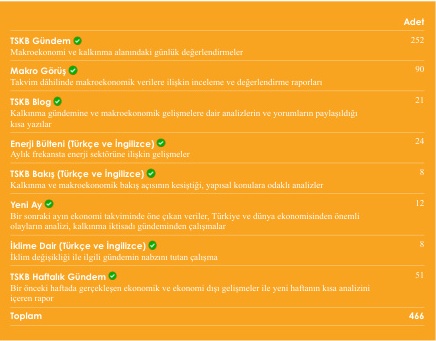 Adet
TSKB Gündem 252
Makroekonomi ve kalkınma alanındaki günlük değerlendirmeler
Makro Görüş 90
Takvim dâhilinde makroekonomik verilere ilişkin inceleme ve değerlendirme raporları
TSKB Blog 21
Kalkınma gündemine ve makroekonomik gelişmelere dair analizlerin ve yorumların paylaşıldığı
kısa yazılar
Enerji Bülteni (Türkçe ve İngilizce) 24
Aylık frekansta enerji sektörüne ilişkin gelişmeler
TSKB Bakış (Türkçe ve İngilizce) 8
Kalkınma ve makroekonomik bakış açısının kesiştiği, yapısal konulara odaklı analizler
Yeni Ay 12
Bir sonraki ayın ekonomi takviminde öne çıkan veriler, Türkiye ve dünya ekonomisinden önemli
olayların analizi, kalkınma iktisadı gündeminden çalışmalar
İklime Dair (Türkçe ve İngilizce) 8
İklim değişikliği ile ilgili gündemin nabzını tutan çalışma
TSKB Haftalık Gündem 51
Bir önceki haftada gerçekleşen ekonomik ve ekonomi dışı gelişmeler ile yeni haftanın kısa analizini
içeren rapor
Toplam 466